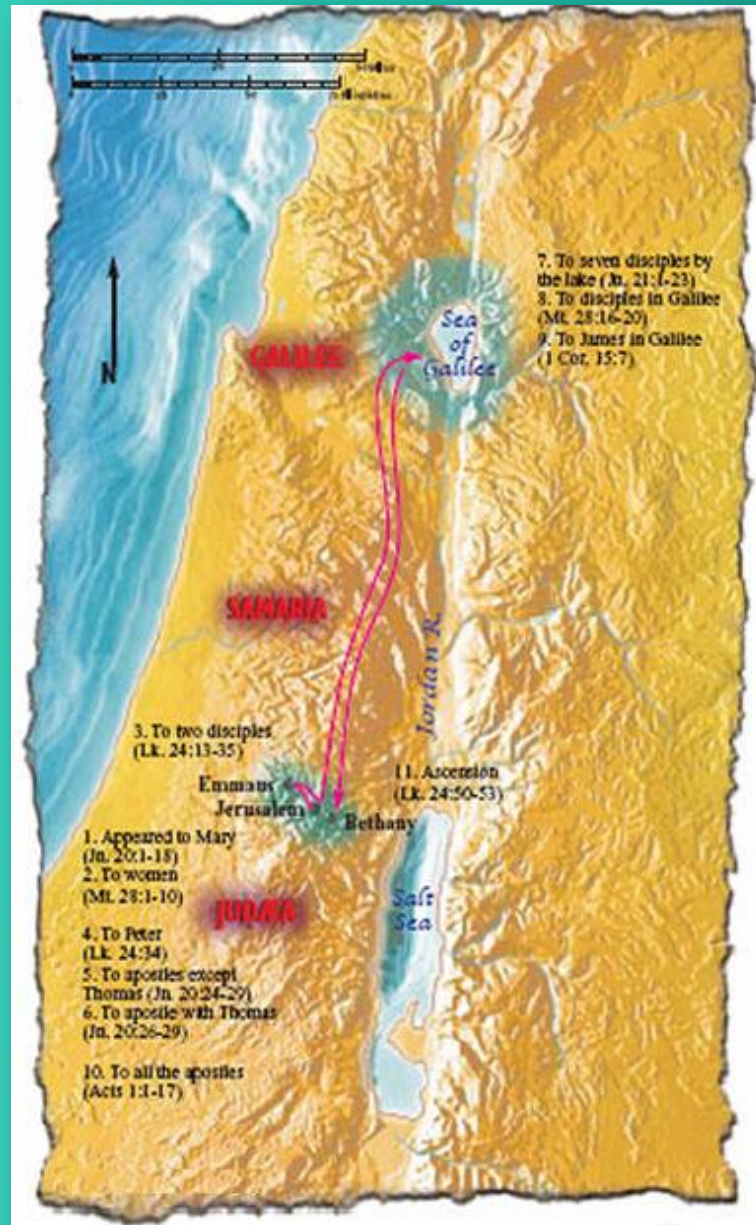 N
7. To seven disciples by
the lake (Jn. 21:1-23)
8. To disciples in Galilee
(Mt. 28:16-20)
9. To James in Galilee
(1 Cor. 15:7)
Sea
of
Galilee
GALILEE
SAMARIA
Jordan R.
3. To two disciples
(Lk. 24:13-35)
11. Ascension
(Lk. 24:50-53)
Emmaus
Jerusalem
Bethany
1. Appeared to Mary
(Jn. 20:1-18)
2. To women
(Mt. 28:1-10)
Salt
Sea
JUDÆA
4. To Peter
(Lk. 24:34)
5. To apostles except
Thomas (Jn. 20:24-29)
6. To apostle with Thomas
(Jn. 20:26-29)
10. To all the apostles
(Acts 1:1-17)